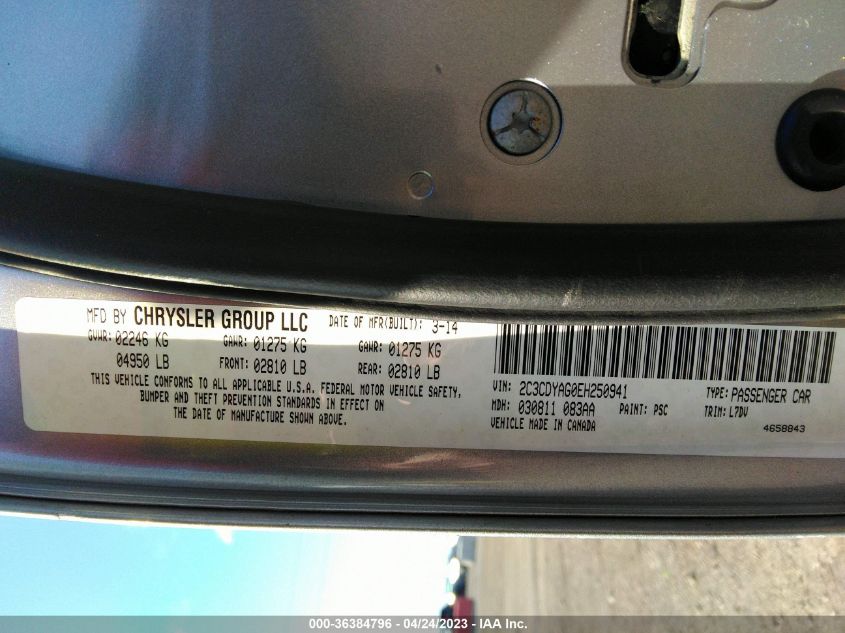 MFD BY CHRYSLER GROUP LLC DATE OF MFR(BUILT): 3-14
GVWR: 02246 KG GAWR: 01275 KG GAWR: 01275 KG
04950 LB FRONT: 02810 LB REAR: 02810 LB
THIS VEHICLE CONFORMS TO ALL APPLICABLE U.S.A. FEDERAL MOTOR VEHICLE SAFETY,
BUMPER AND THEFT PREVENTION STANDARDS IN EFFECT ON
THE DATE OF MANUFACTURE SHOWN ABOVE.
VIN: 2C3CDYAG0EH250941 TYPE: PASSENGER CAR
MDH: 030811 083AA PAINT: PSC TRIM: L7DV
VEHICLE MADE IN CANADA 4658843
000-36384796 - 04/24/2023 - IAA Inc.